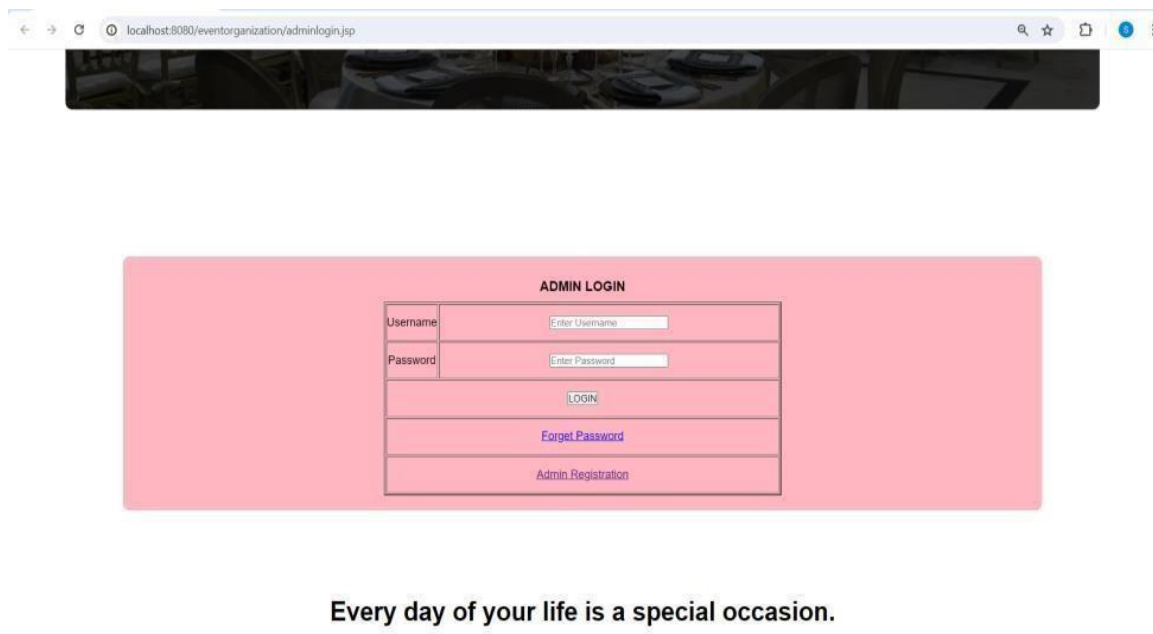 localhost:8080/eventorganization/adminlogin.jsp
S
ADMIN LOGIN
Username Enter Username
Password Enter Password
LOGIN
Forget Password
Admin Registration
Every day of your life is a special occasion.